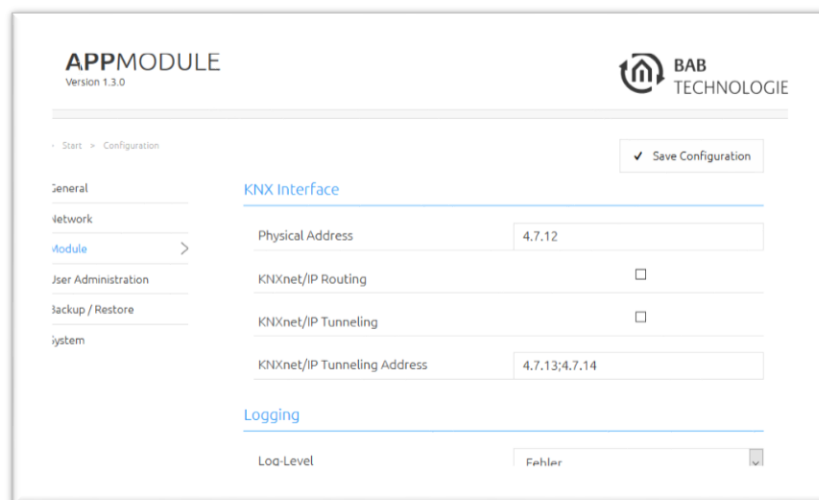 APPMODULE
Version 1.3.0
BAB
TECHNOLOGIE
Start > Configuration
✓ Save Configuration
General
Network
Module
User Administration
Backup / Restore
System
KNX Interface
Physical Address 4.7.12
KNXnet/IP Routing
KNXnet/IP Tunneling
KNXnet/IP Tunneling Address 4.7.13;4.7.14
Logging
Log-Level Fehler